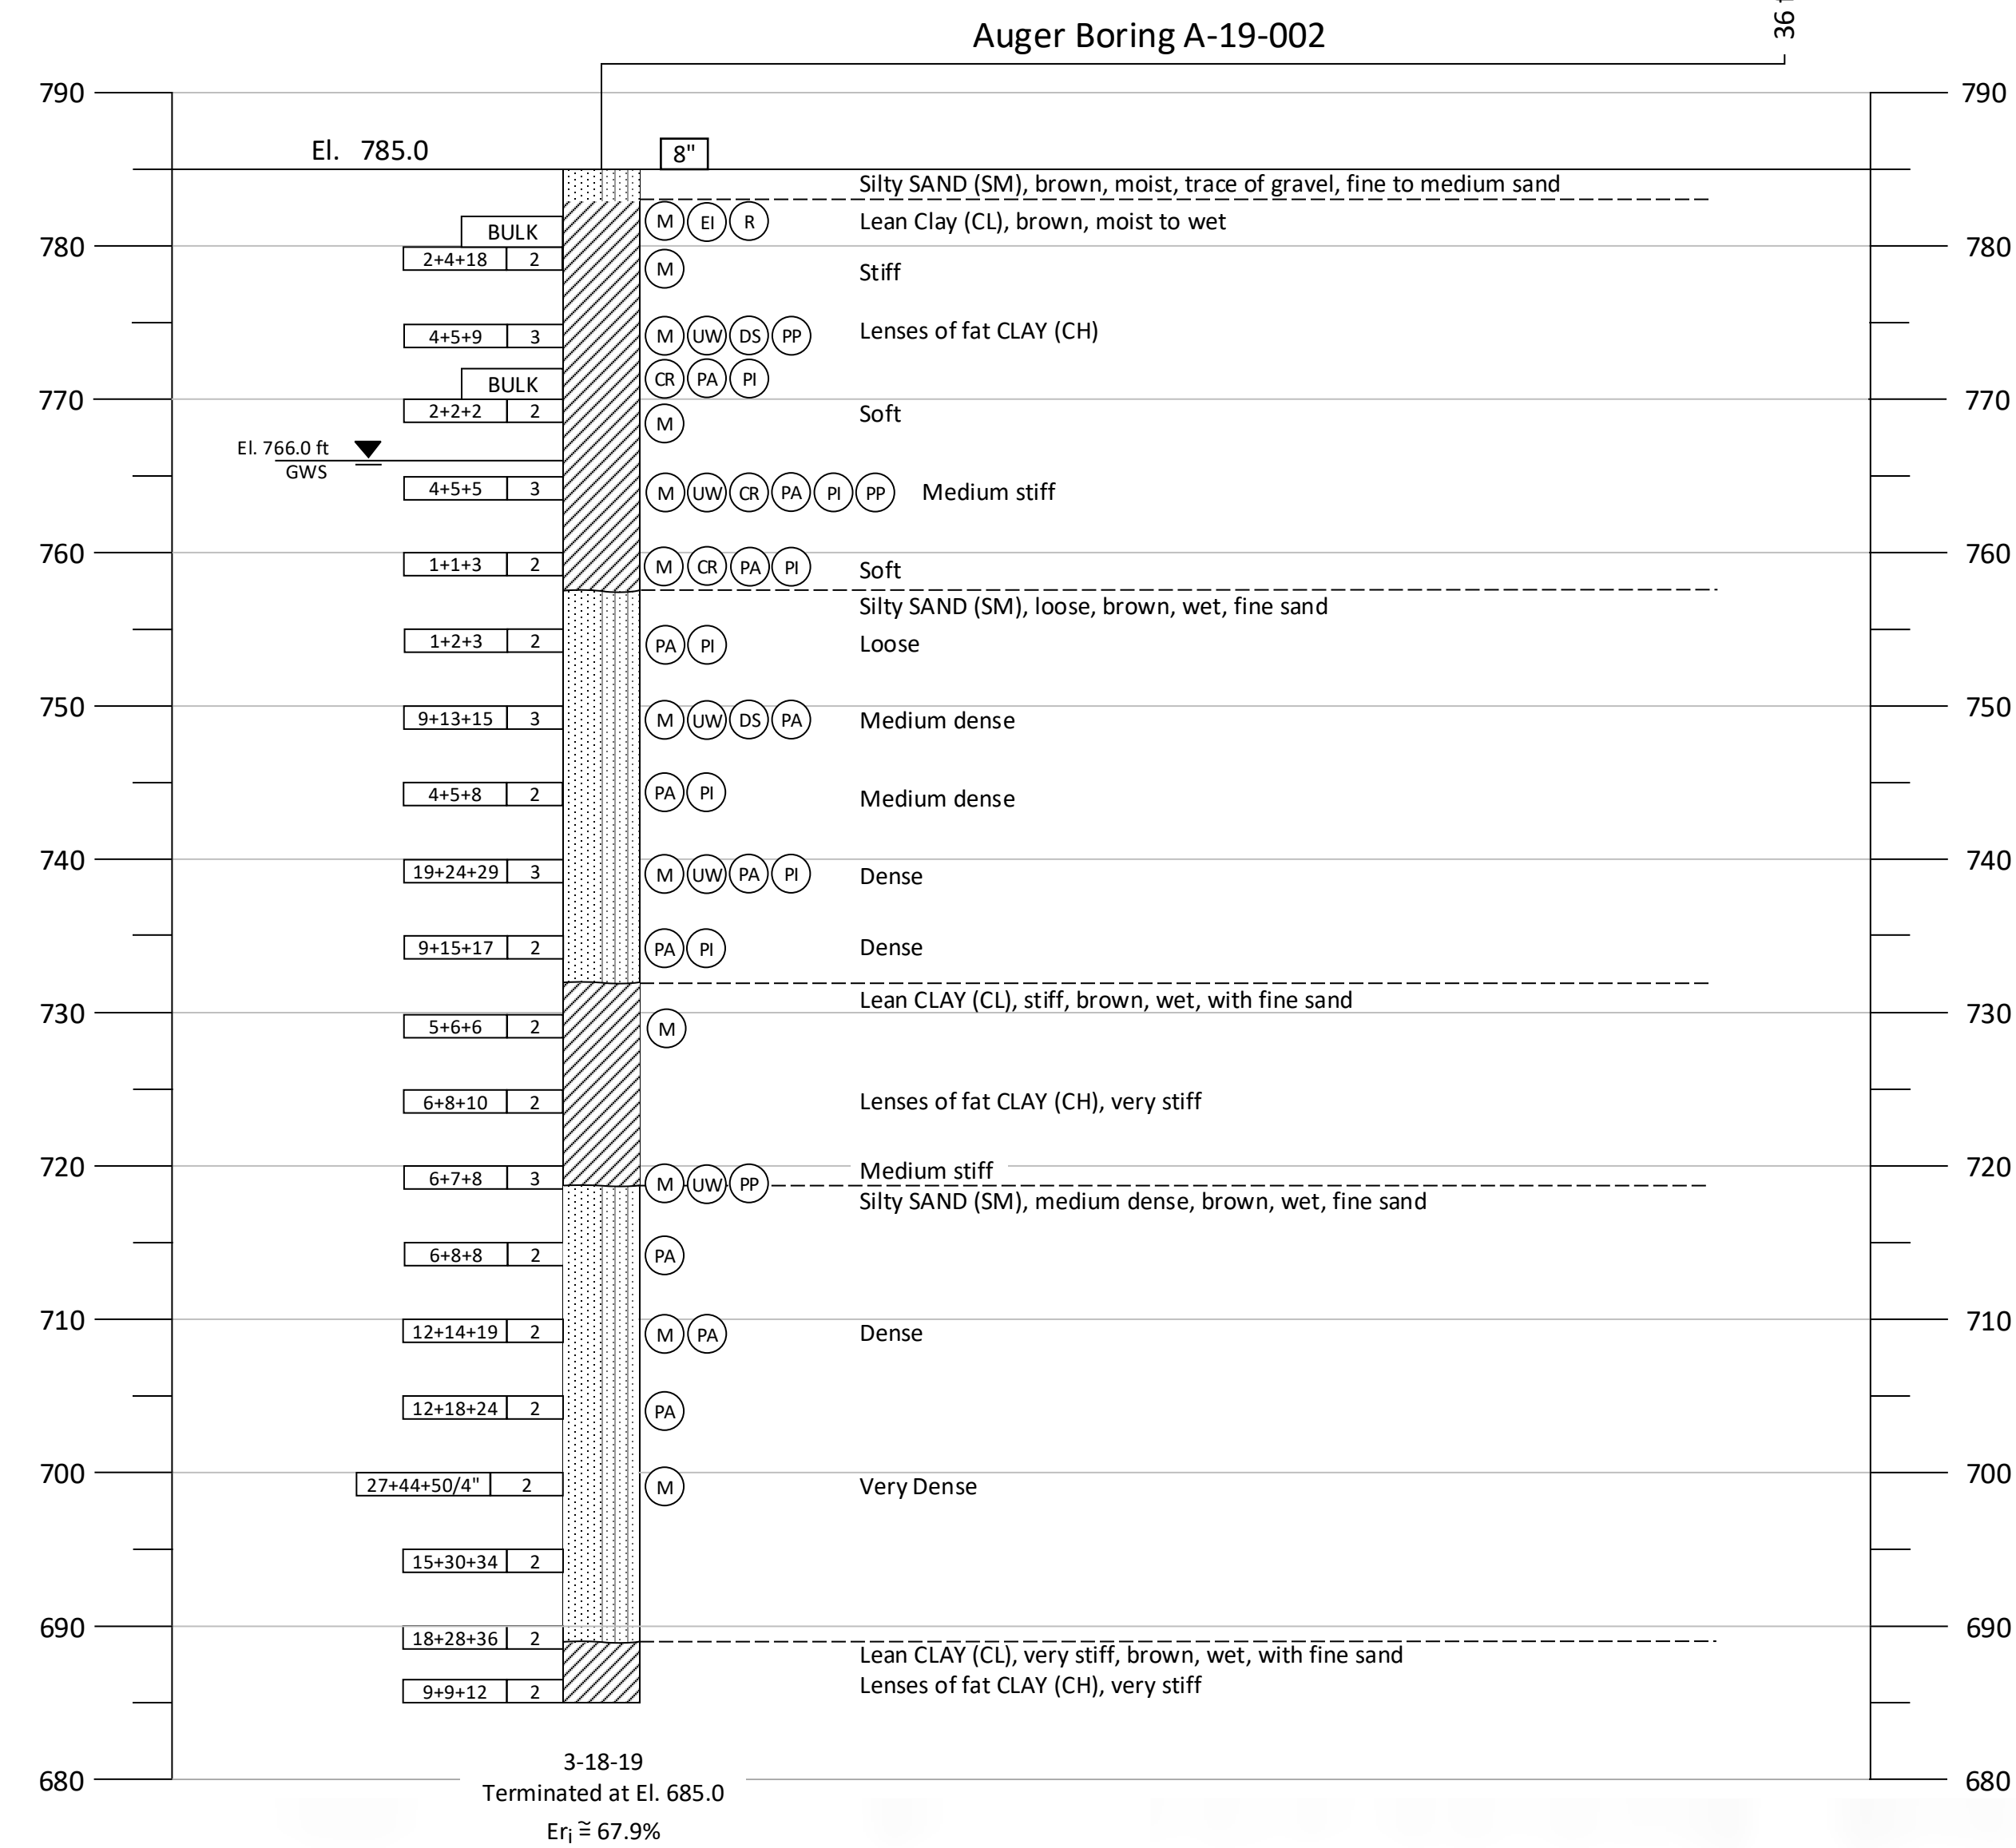 36
Auger Boring A-19-002
790 790
El. 785.0 8"
Silty SAND (SM), brown, moist, trace of gravel, fine to medium sand
BULK M EI R Lean Clay (CL), brown, moist to wet
780 780
2+4+18 2 M Stiff
4+5+9 3 M UW DS PP Lenses of fat CLAY (CH)
BULK CR PA PI
770 770
2+2+2 2 M Soft
El. 766.0 ft
GWS
4+5+5 3 M UW CR PA PI PP Medium stiff
760 760
1+1+3 2 M CR PA PI Soft
Silty SAND (SM), loose, brown, wet, fine sand
1+2+3 2 PA PI Loose
750 750
9+13+15 3 M UW DS PA Medium dense
4+5+8 2 PA PI Medium dense
740 740
19+24+29 3 M UW PA PI Dense
9+15+17 2 PA PI Dense
Lean CLAY (CL), stiff, brown, wet, with fine sand
730 730
5+6+6 2 M
6+8+10 2 Lenses of fat CLAY (CH), very stiff
720 Medium stiff 720
6+7+8 3 M UW PP
Silty SAND (SM), medium dense, brown, wet, fine sand
6+8+8 2 PA
710 710
12+14+19 2 M PA Dense
12+18+24 2 PA
700 700
27+44+50/4" 2 M Very Dense
15+30+34 2
690 690
18+28+36 2
Lean CLAY (CL), very stiff, brown, wet, with fine sand
9+9+12 2 Lenses of fat CLAY (CH), very stiff
3-18-19
680 680
Terminated at El. 685.0
Eri ≅ 67.9%